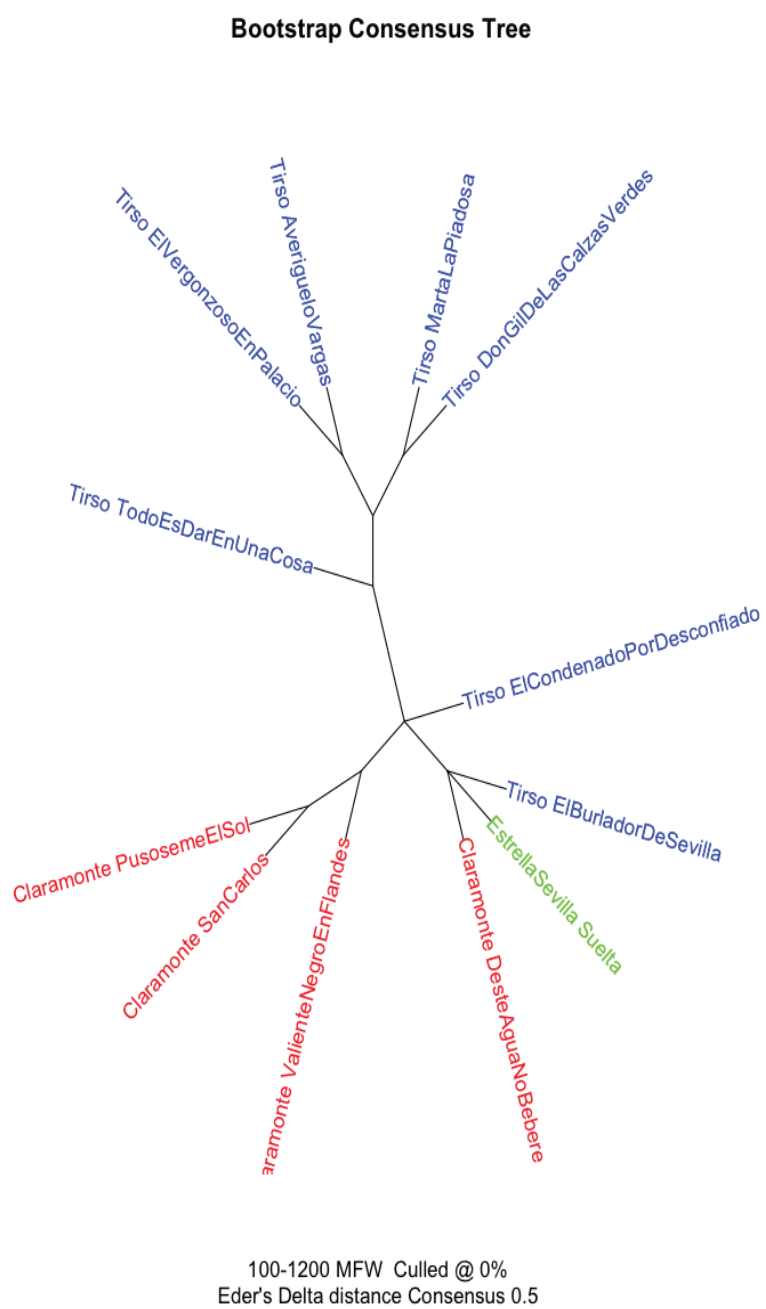 Bootstrap Consensus Tree
Tirso ElVergonzosoEnPalacio
Tirso AverigueloVargas
Tirso MartaLaPiadosa
Tirso DonGilDeLasCalzasVerdes
Tirso TodoEsDarEnUnaCosa
Tirso ElCondenadoPorDesconfiado
Tirso ElBurladorDeSevilla
EstrellaSevilla Suelta
Claramonte DesteAguaNoBebere
aramonte ValienteNegroEnFlandes
Claramonte SanCarlos
Claramonte PusosemeElSol
100-1200 MFW Culled @ 0%
Eder's Delta distance Consensus 0.5